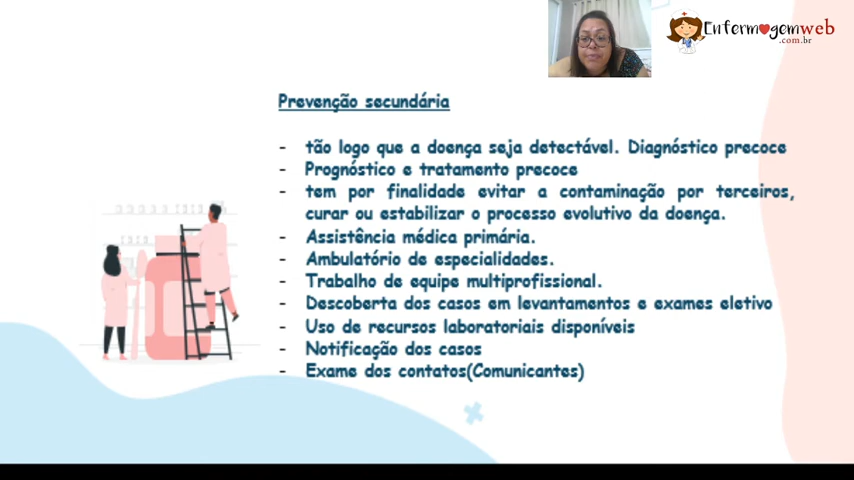 Enfermagemweb
.com.br
Prevenção secundária
- tão logo que a doença seja detectável. Diagnóstico precoce
- Prognóstico e tratamento precoce
- tem por finalidade evitar a contaminação por terceiros,
curar ou estabilizar o processo evolutivo da doença.
- Assistência médica primária.
- Ambulatório de especialidades.
- Trabalho de equipe multiprofissional.
- Descoberta dos casos em levantamentos e exames eletivo
- Uso de recursos laboratoriais disponíveis
- Notificação dos casos
- Exame dos contatos(Comunicantes)